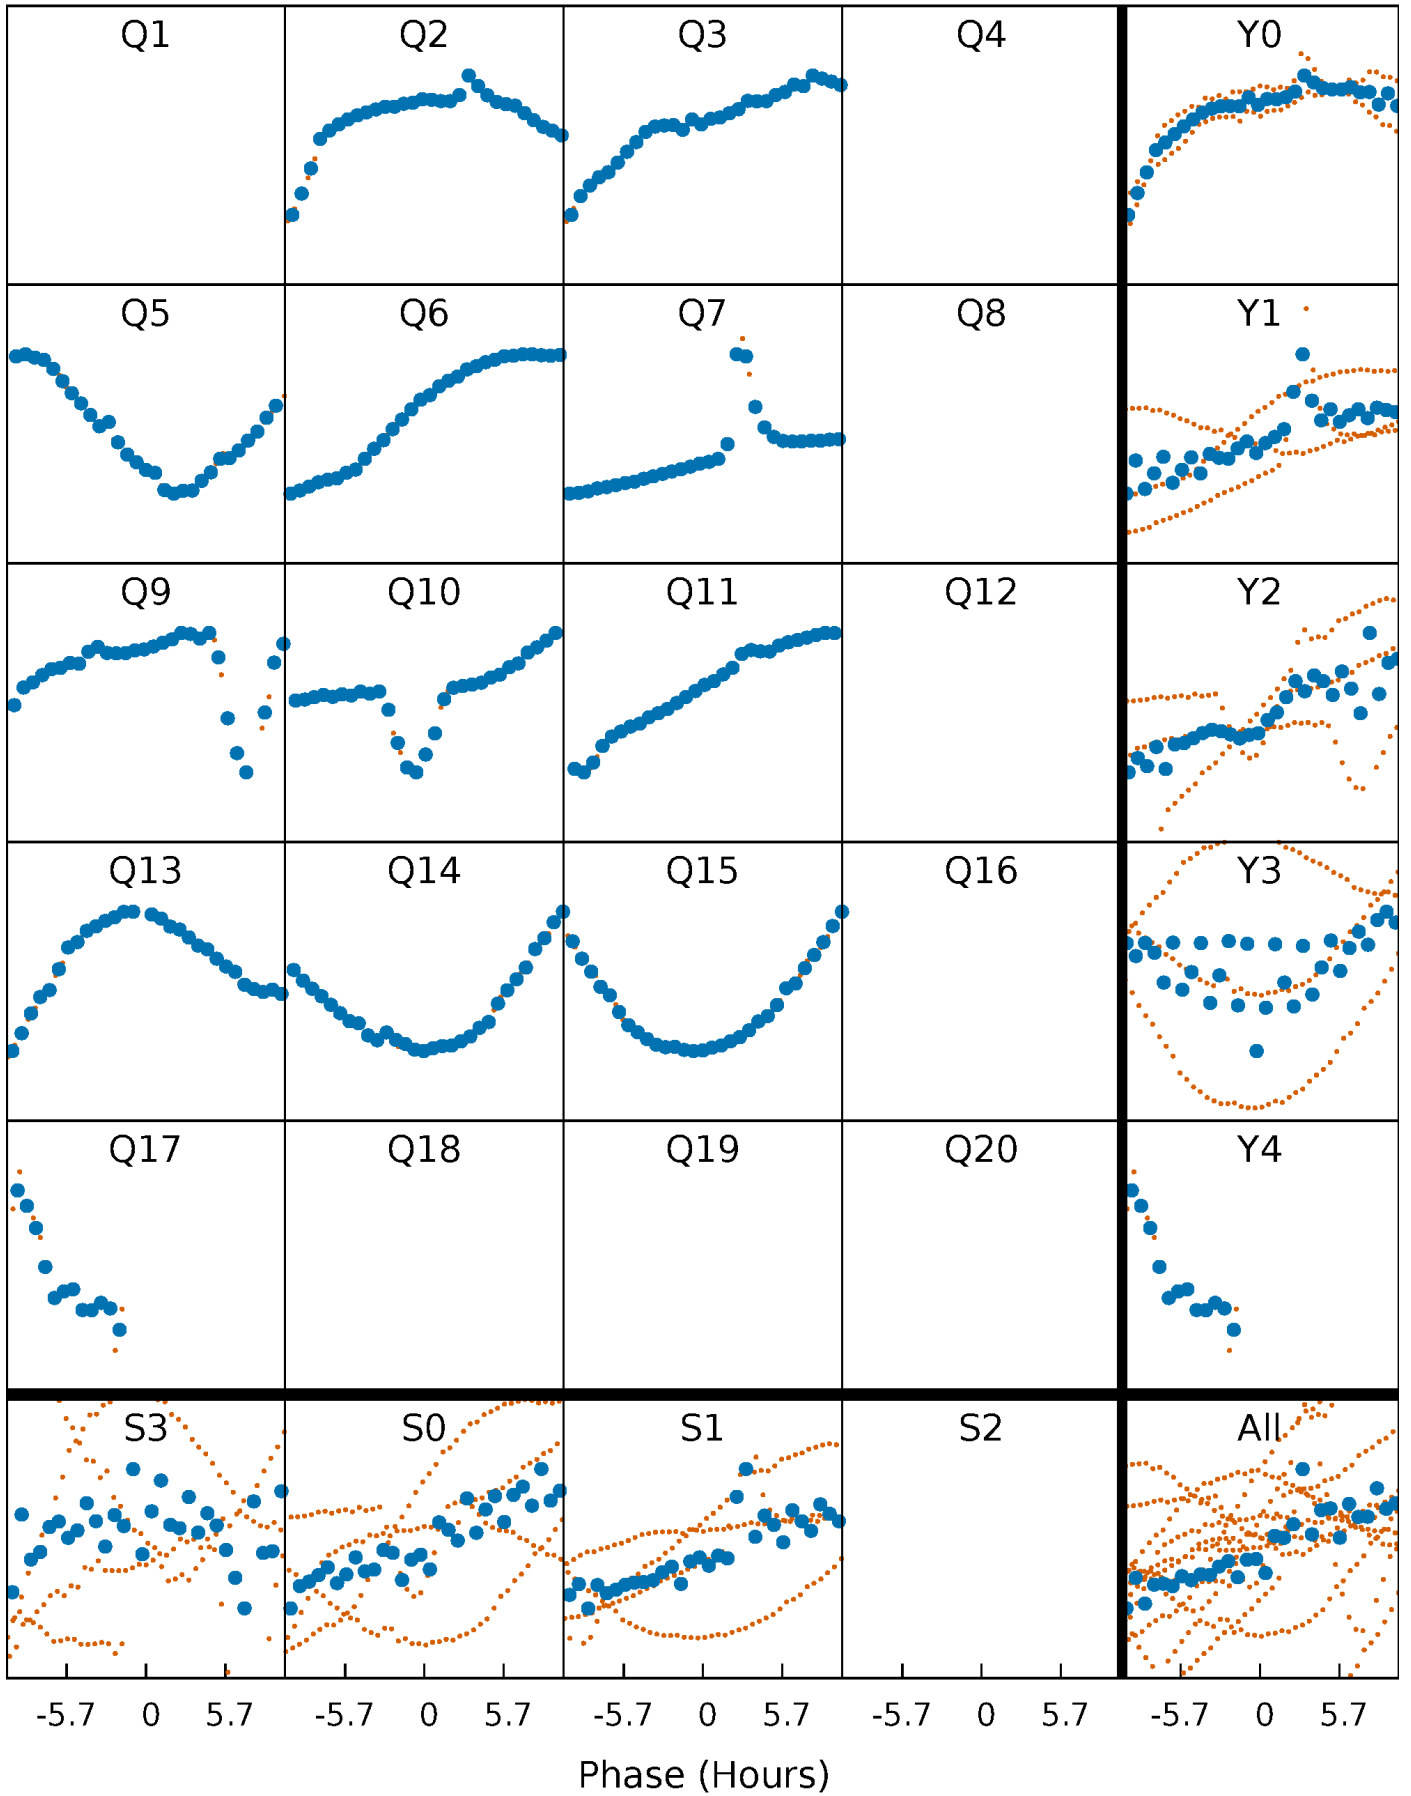 Q1 Q2 Q3 Q4 Y0
Q5 Q6 Q7 Q8 Y1
Q9 Q10 Q11 Q12 Y2
Q13 Q14 Q15 Q16 Y3
Q17 Q18 Q19 Q20 Y4
S3 S0 S1 S2 All
-5.7 0 5.7 -5.7 0 5.7 -5.7 0 5.7 -5.7 0 5.7 -5.7 0 5.7
Phase (Hours)